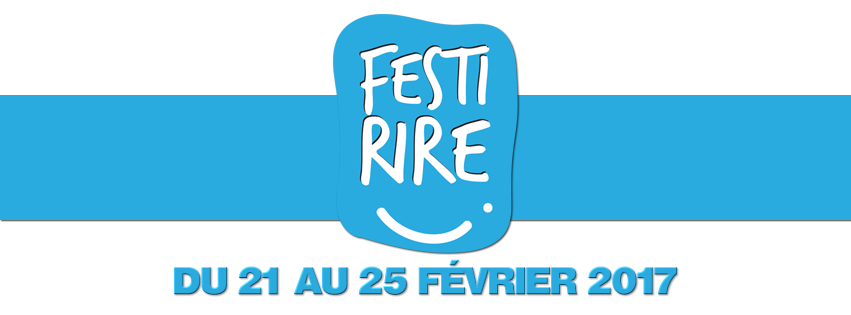 FESTI
RIRE
DU 21 AU 25 FÉVRIER 2017